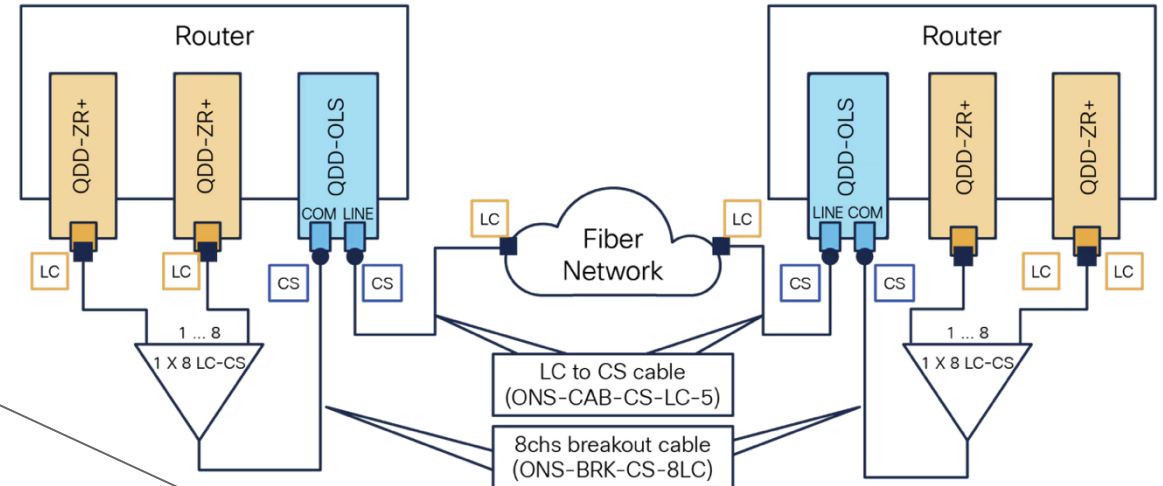 Router
Router
QDD-ZR+
QDD-ZR+
QDD-OLS
QDD-OLS
QDD-ZR+
QDD-ZR+
COM LINE
LINE COM
LC
LC
LC
LC
CS
CS
Fiber
Network
CS
CS
LC
LC
1 ... 8
1 X 8 LC-CS
1 ... 8
1 X 8 LC-CS
LC to CS cable
(ONS-CAB-CS-LC-5)
8chs breakout cable
(ONS-BRK-CS-8LC)